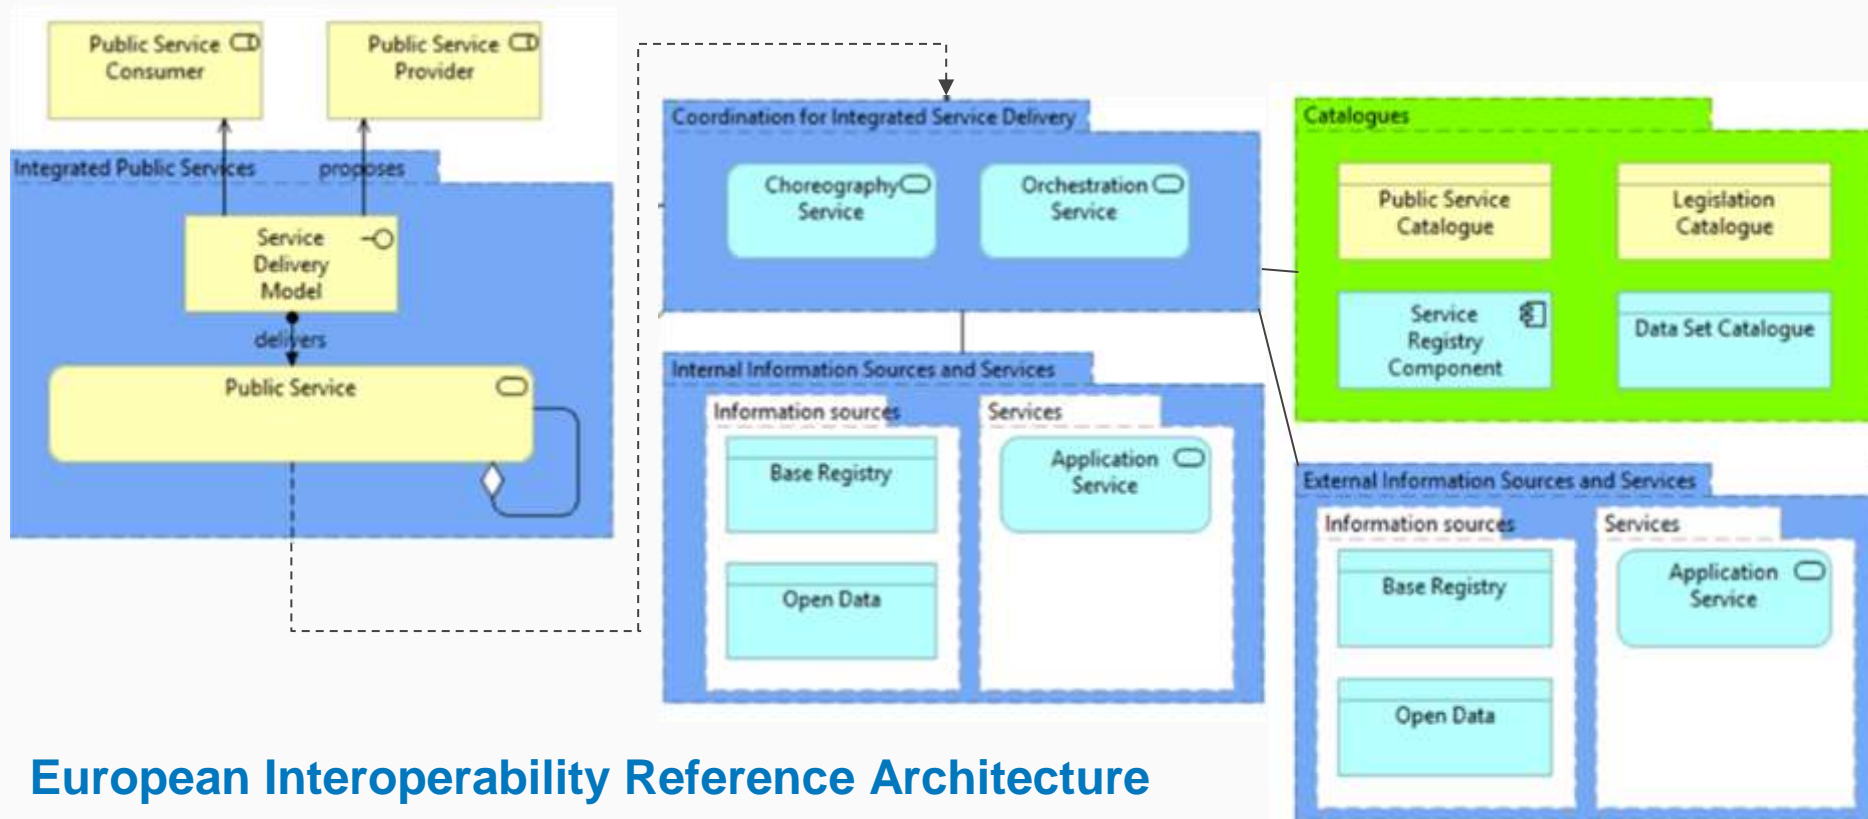 Public Service
Consumer
Public Service
Provider
Integrated Public Services
proposes
Service
Delivery
Model
delivers
Public Service
Coordination for Integrated Service Delivery
Choreography
Service
Orchestration
Service
Internal Information Sources and Services
Information sources
Base Registry
Open Data
Services
Application
Service
Catalogues
Public Service
Catalogue
Legislation
Catalogue
Service
Registry
Component
Data Set Catalogue
External Information Sources and Services
Information sources
Base Registry
Open Data
Services
Application
Service
European Interoperability Reference Architecture